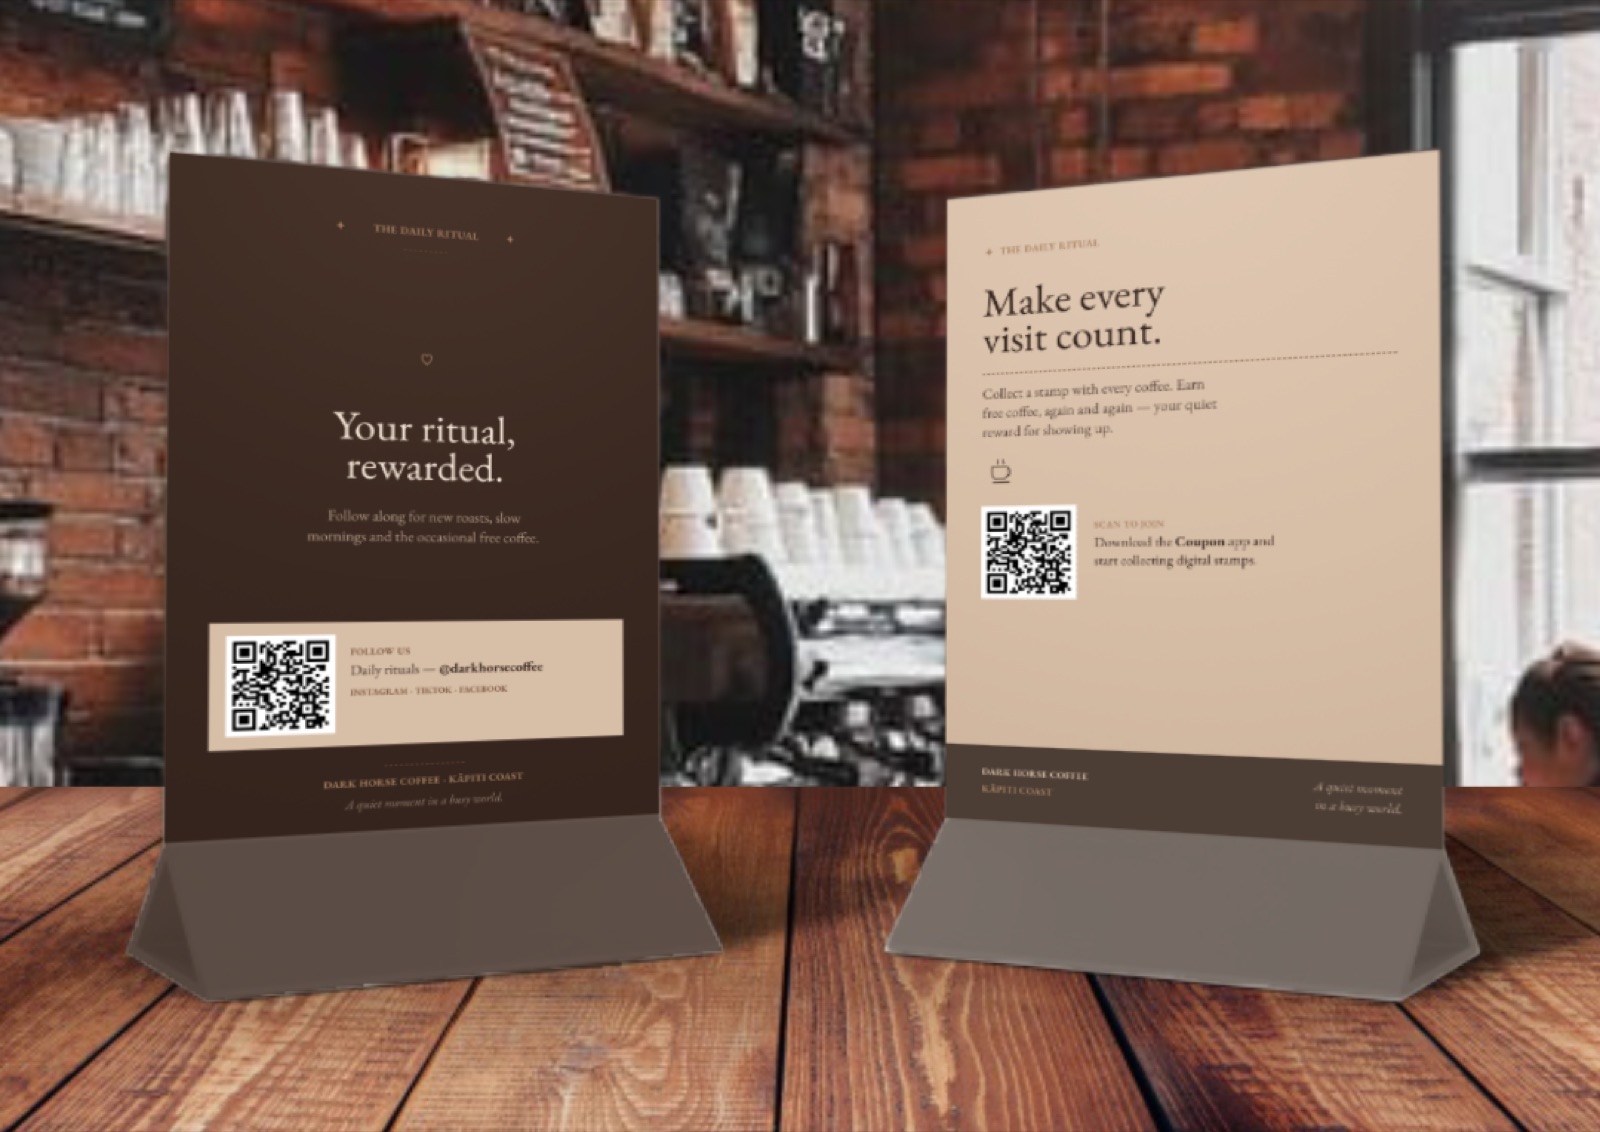 THE DAILY RITUAL
Your ritual,
rewarded.
Follow along for new roasts, slow
mornings and the occasional free coffee.
FOLLOW US
Daily rituals — @darkhorsecoffee
INSTAGRAM · TIKTOK · FACEBOOK
DARK HORSE COFFEE · KĀPITI COAST
A quiet moment in a busy world.
THE DAILY RITUAL
Make every
visit count.
Collect a stamp with every coffee. Earn
free coffee, again and again — your quiet
reward for showing up.
SCAN TO JOIN
Download the Coupon app and
start collecting digital stamps.
DARK HORSE COFFEE
KĀPITI COAST
A quiet moment
in a busy world.